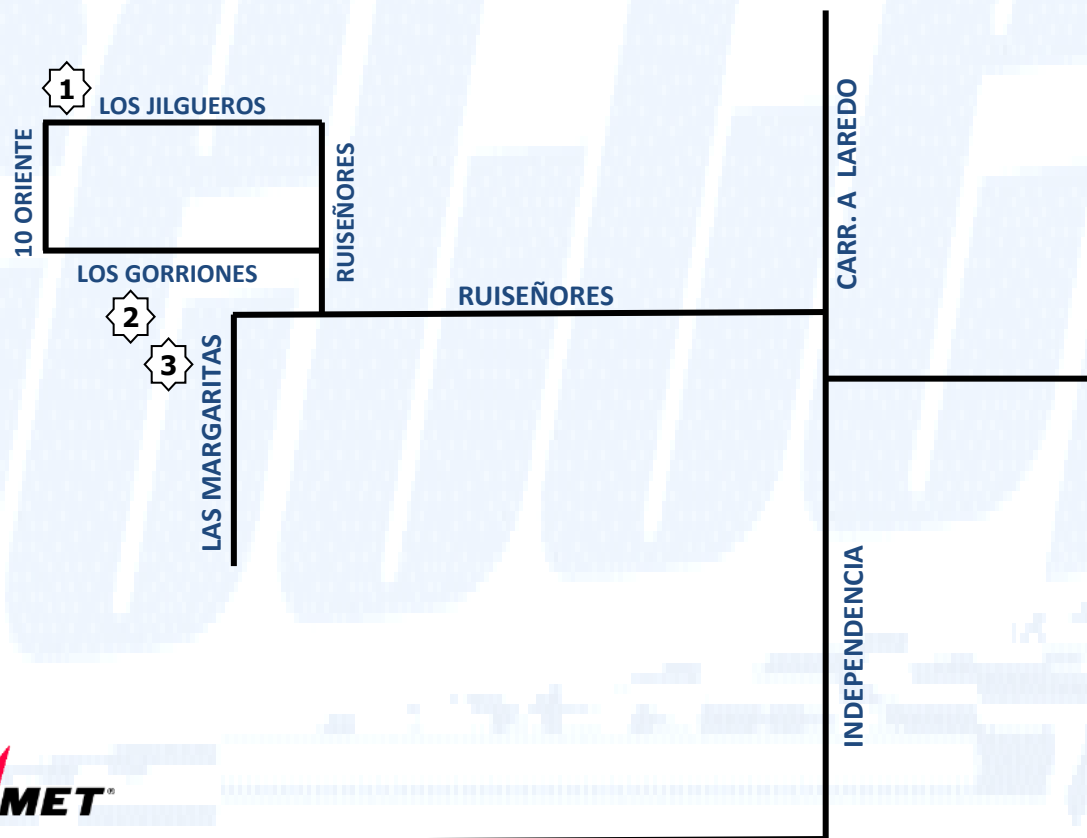 1
LOS JILGUEROS
10 ORIENTE
RUISEÑORES
CARR. A LAREDO
LOS GORRIONES
2
RUISEÑORES
3
LAS MARGARITAS
INDEPENDENCIA
MET®